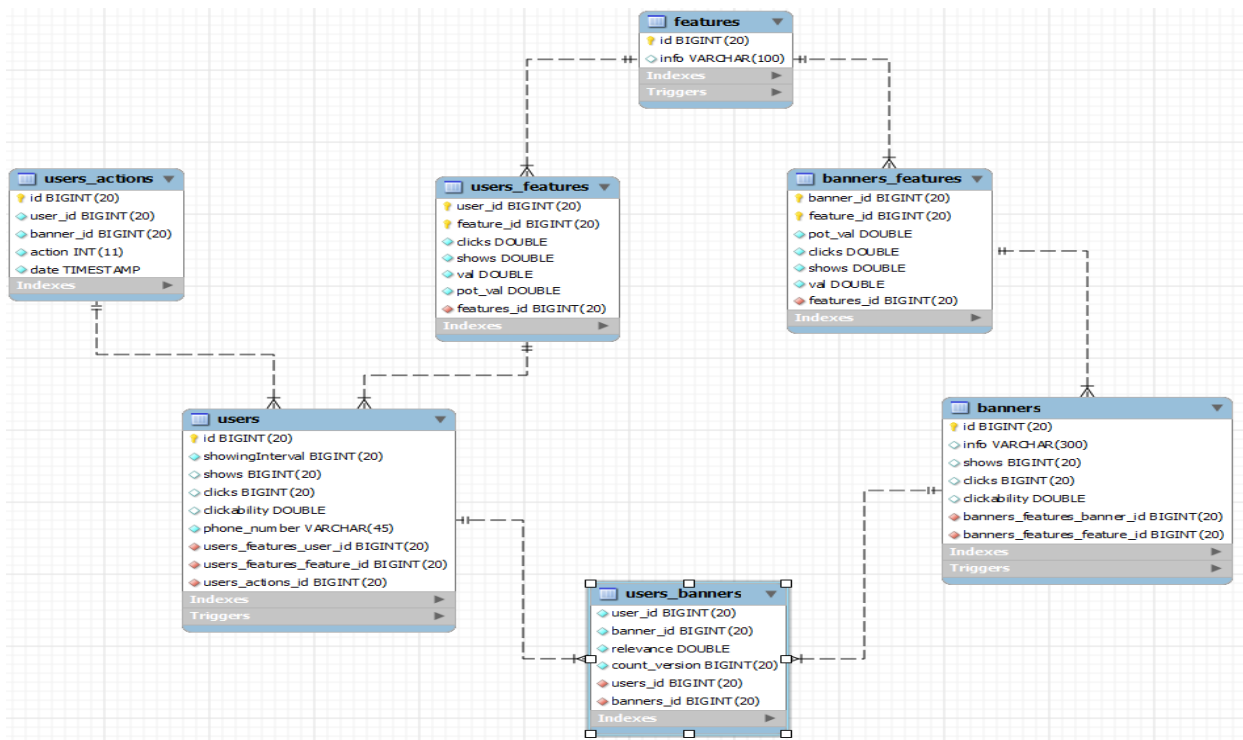 features
id BIGINT(20)
info VARCHAR(100)
Indexes
Triggers
users_actions
id BIGINT(20)
user_id BIGINT(20)
banner_id BIGINT(20)
action INT(11)
date TIMESTAMP
Indexes
users_features
user_id BIGINT(20)
feature_id BIGINT(20)
clicks DOUBLE
shows DOUBLE
val DOUBLE
pot_val DOUBLE
features_id BIGINT(20)
Indexes
banners_features
banner_id BIGINT(20)
feature_id BIGINT(20)
pot_val DOUBLE
clicks DOUBLE
shows DOUBLE
val DOUBLE
features_id BIGINT(20)
Indexes
users
id BIGINT(20)
showingInterval BIGINT(20)
shows BIGINT(20)
clicks BIGINT(20)
clickability DOUBLE
phone_number VARCHAR(45)
users_features_user_id BIGINT(20)
users_features_feature_id BIGINT(20)
users_actions_id BIGINT(20)
Indexes
Triggers
banners
id BIGINT(20)
info VARCHAR(300)
shows BIGINT(20)
clicks BIGINT(20)
clickability DOUBLE
banners_features_banner_id BIGINT(20)
banners_features_feature_id BIGINT(20)
Indexes
Triggers
users_banners
user_id BIGINT(20)
banner_id BIGINT(20)
relevance DOUBLE
count_version BIGINT(20)
users_id BIGINT(20)
banners_id BIGINT(20)
Indexes